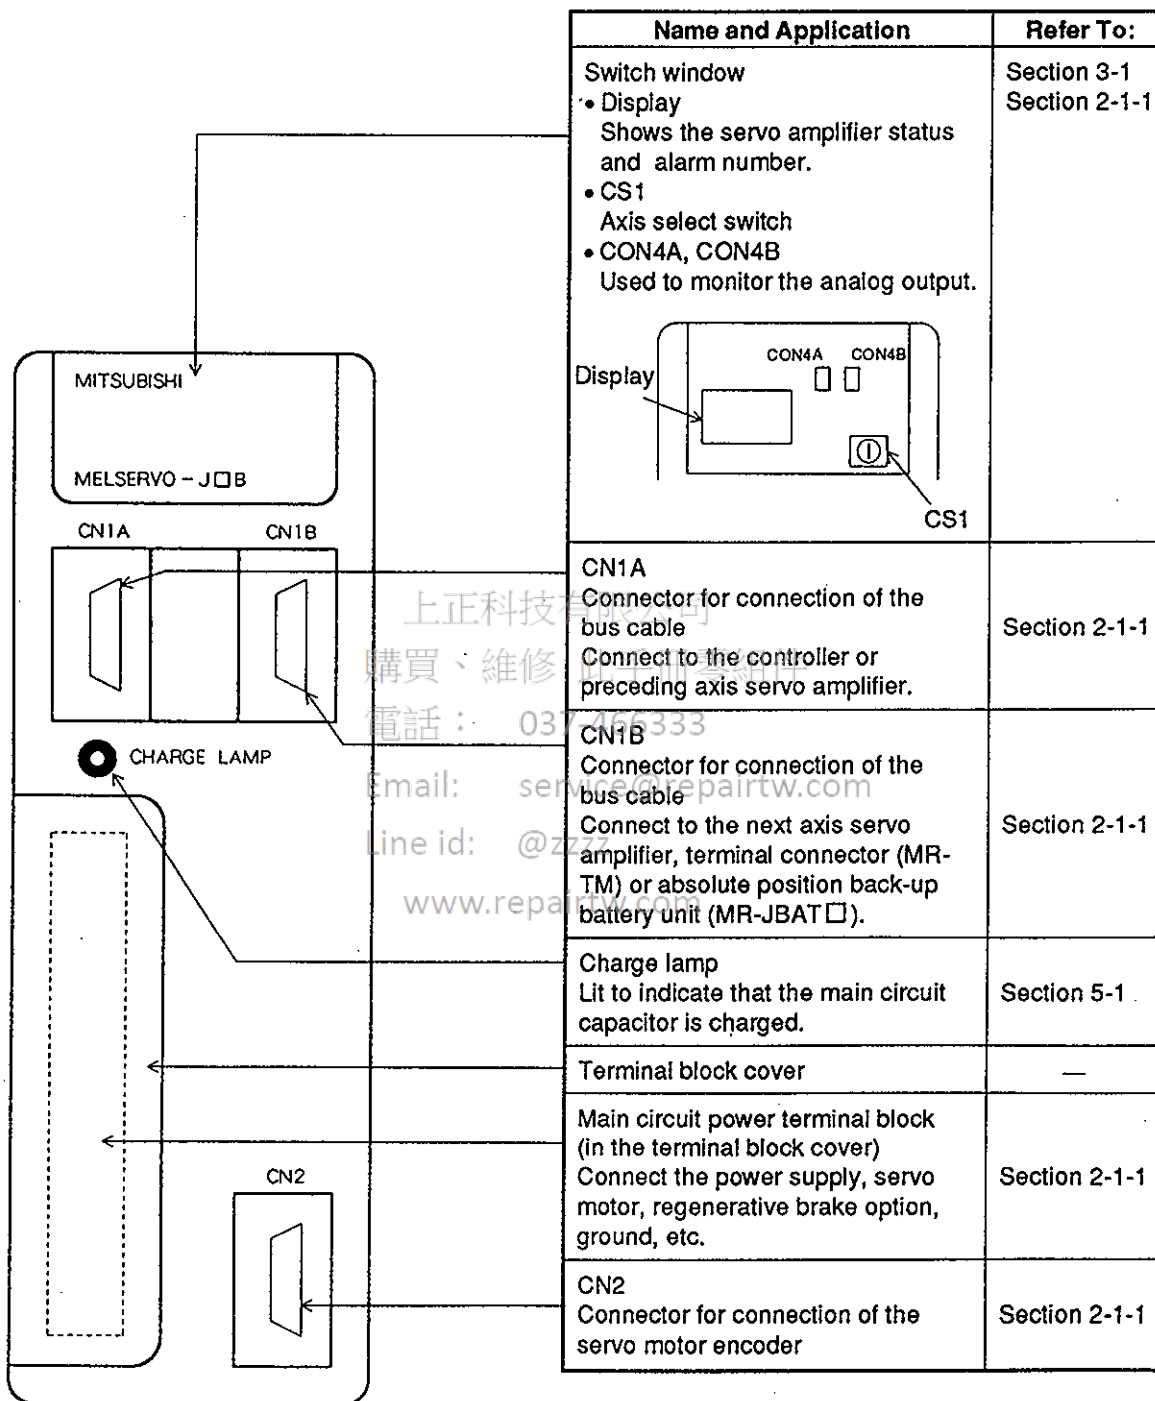 Name and Application
Refer To:
Switch window
• Display
Shows the servo amplifier status
and alarm number.
• CS1
Axis select switch
• CON4A, CON4B
Used to monitor the analog output.
Section 3-1
Section 2-1-1
CON4A CON4B
Display
CS1
MITSUBISHI
MELSERVO – J□B
CN1A
CN1B
CHARGE LAMP
CN2
CN1A
Connector for connection of the
bus cable
Connect to the controller or
preceding axis servo amplifier.
Section 2-1-1
CN1B
Connector for connection of the
bus cable
Connect to the next axis servo
amplifier, terminal connector (MR-
TM) or absolute position back-up
battery unit (MR-JBAT□).
Section 2-1-1
Charge lamp
Lit to indicate that the main circuit
capacitor is charged.
Section 5-1
Terminal block cover
—
Main circuit power terminal block
(in the terminal block cover)
Connect the power supply, servo
motor, regenerative brake option,
ground, etc.
Section 2-1-1
CN2
Connector for connection of the
servo motor encoder
Section 2-1-1
上正科技有限公司
購買、維修 此手冊零組件
電話： 037-466333
Email: service@repairtw.com
Line id: @zzzz
www.repairtw.com